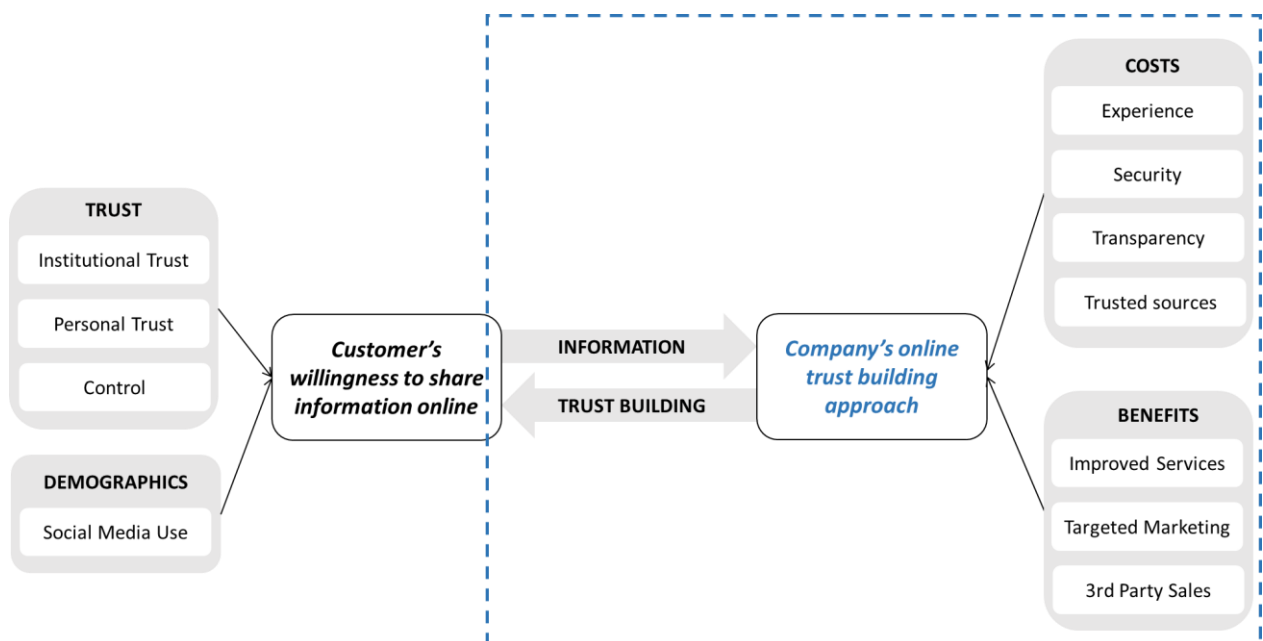 TRUST
Institutional Trust
Personal Trust
Control
DEMOGRAPHICS
Social Media Use
Customer’s
willingness to share
information online
INFORMATION
TRUST BUILDING
Company’s online
trust building
approach
COSTS
Experience
Security
Transparency
Trusted sources
BENEFITS
Improved Services
Targeted Marketing
3rd Party Sales